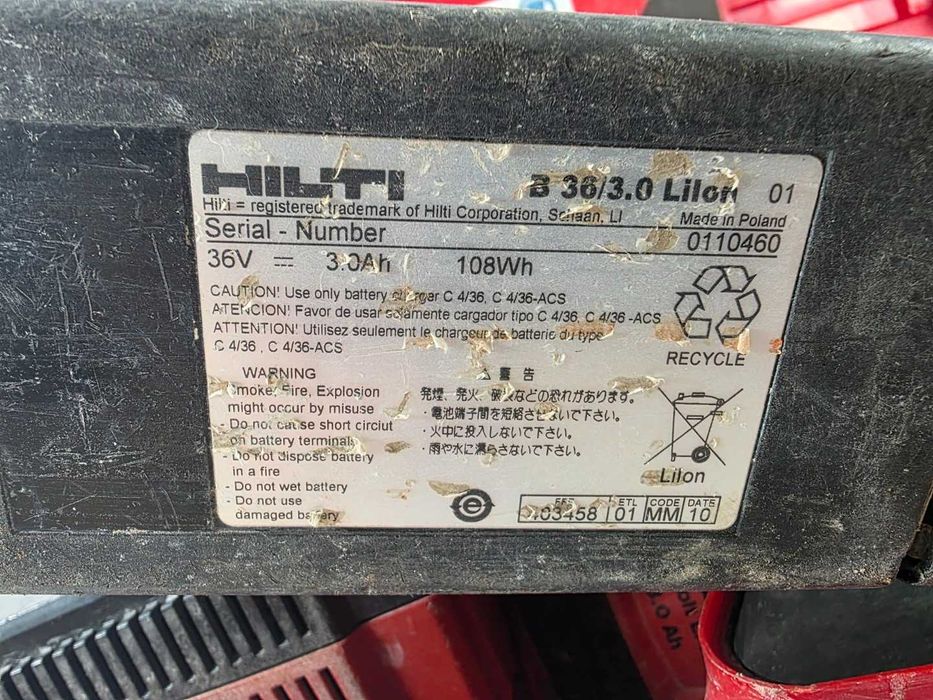 HILTI
B 36/3.0 LiIon 01
Hilti = registered trademark of Hilti Corporation, Schaan, LI
Made in Poland
Serial - Number
0110460
36V ⎓ 3.0Ah 108Wh
CAUTION! Use only battery charger C 4/36, C 4/36-ACS
ATENCION! Favor de usar solamente cargador tipo C 4/36, C 4/36 -ACS
ATTENTION! Utilisez seulement le chargeur de batterie du type
C 4/36 , C 4/36-ACS
RECYCLE
WARNING
Smoke, Fire, Explosion
might occur by misuse
- Do not cause short circiut
on battery terminals
- Do not dispose battery
in a fire
- Do not wet battery
- Do not use
damaged battery
⚠ 警 告
発煙、発火、破裂などの恐れがあります。
・電池端子間を短絡させないで下さい。
・火中に投入しないで下さい。
・雨や水に濡らさないで下さい。
LiIon
e
ETL CODE DATE
03458 01 MM 10
.0 Ah